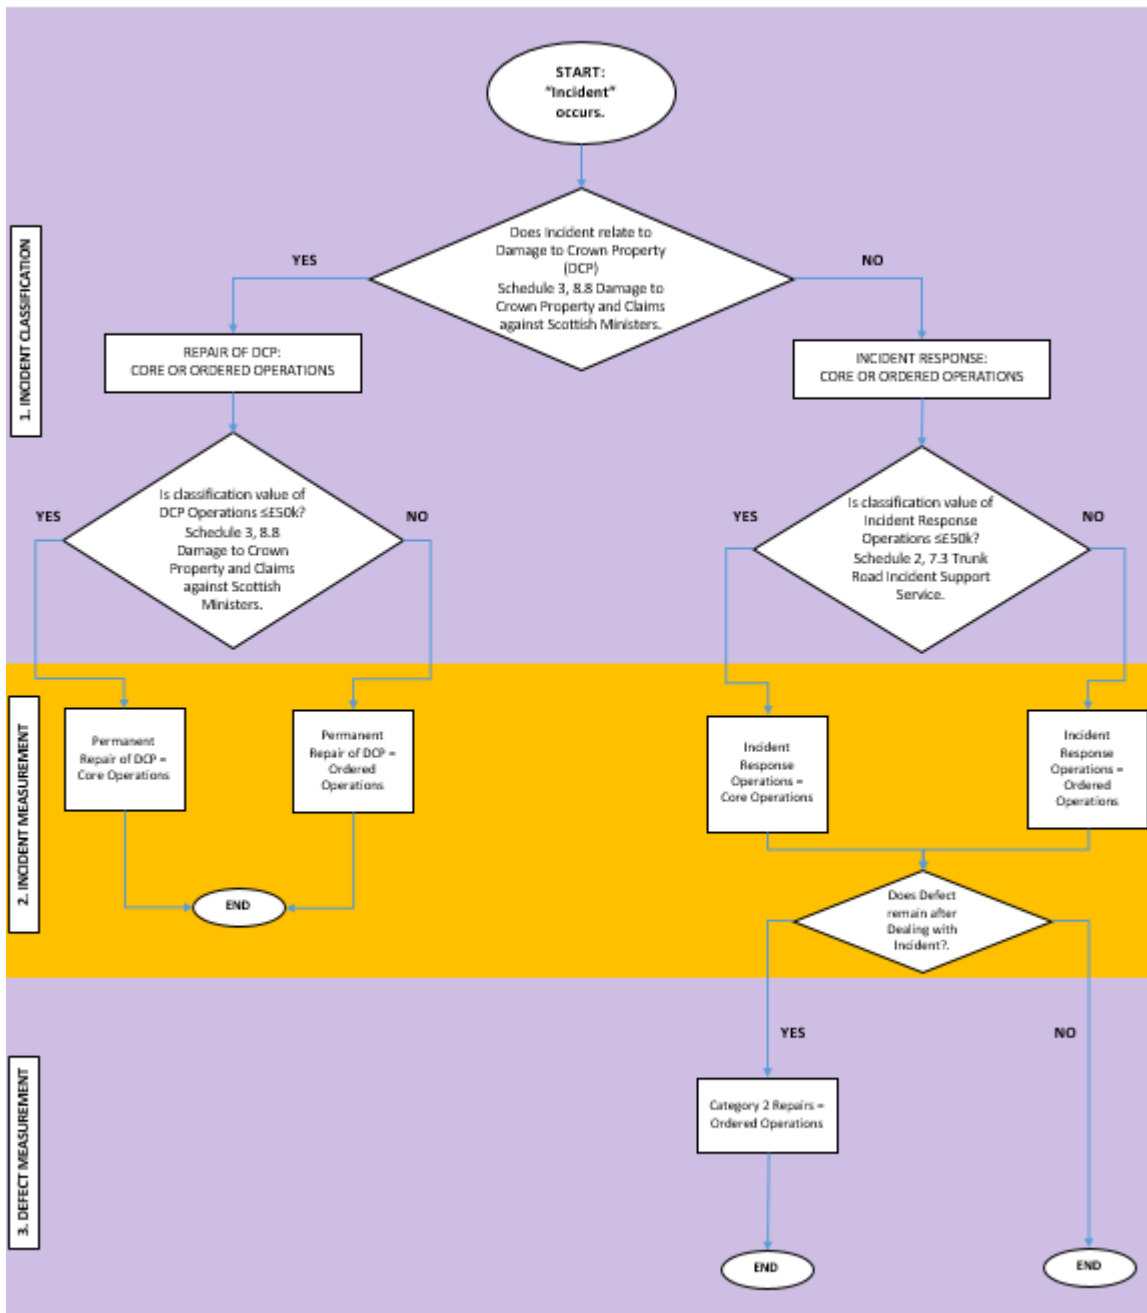 START:
"Incident"
occurs.
Does Incident relate to
Damage to Crown Property
(DCP)
Schedule 3, 8.8 Damage to
Crown Property and Claims
against Scottish Ministers.
YES
NO
1. INCIDENT CLASSIFICATION
REPAIR OF DCP:
CORE OR ORDERED OPERATIONS
INCIDENT RESPONSE:
CORE OR ORDERED OPERATIONS
Is classification value of
DCP Operations ≤£50k?
Schedule 3, 8.8
Damage to Crown
Property and Claims
against Scottish
Ministers.
YES
NO
Is classification value of
Incident Response
Operations ≤£50k?
Schedule 2, 7.3 Trunk
Road Incident Support
Service.
YES
NO
2. INCIDENT MEASUREMENT
Permanent
Repair of DCP =
Core Operations
Permanent
Repair of DCP =
Ordered
Operations
Incident
Response
Operations =
Core Operations
Incident
Response
Operations =
Ordered
Operations
END
Does Defect
remain after
Dealing with
Incident?.
3. DEFECT MEASUREMENT
YES
NO
Category 2 Repairs =
Ordered Operations
END
END